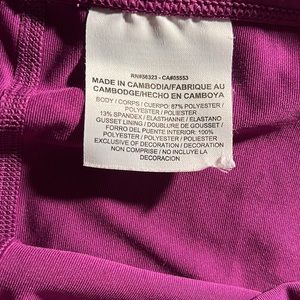 RN#56323 - CA#05553
MADE IN CAMBODIA/FABRIQUE AU
CAMBODGE/HECHO EN CAMBOYA
BODY / CORPS / CUERPO: 87% POLYESTER
/ POLYESTER / POLIESTER
13% SPANDEX / ELASTHANNE / ELASTANO
GUSSET LINING / DOUBLURE DE GOUSSET /
FORRO DEL PUENTE INTERIOR: 100%
POLYESTER / POLYESTER / POLIESTER
EXCLUSIVE OF DECORATION / DECORATION
NON COMPRISE / NO INCLUYE LA
DECORACION